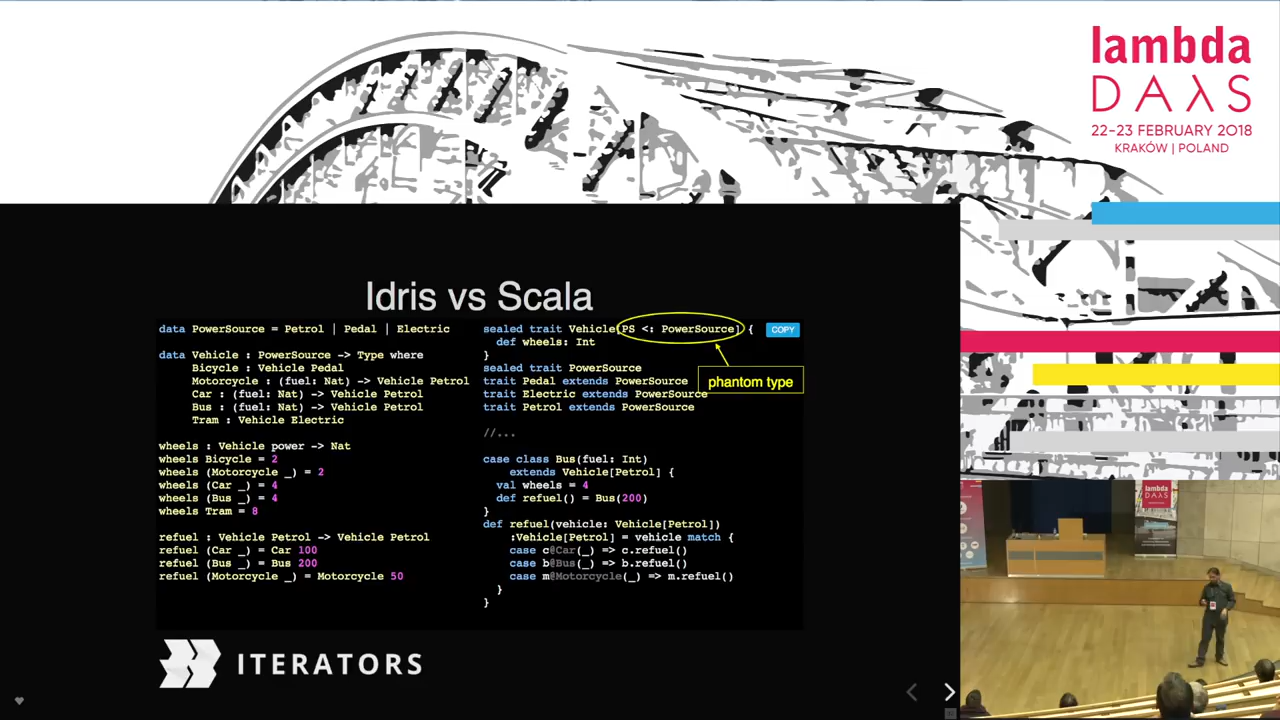 lambda
DAYS
22-23 FEBRUARY 2018
KRAKÓW | POLAND
Idris vs Scala
data PowerSource = Petrol | Pedal | Electric
data Vehicle : PowerSource -> Type where
Bicycle : Vehicle Pedal
Motorcycle : (fuel: Nat) -> Vehicle Petrol
Car : (fuel: Nat) -> Vehicle Petrol
Bus : (fuel: Nat) -> Vehicle Petrol
Tram : Vehicle Electric
wheels : Vehicle power -> Nat
wheels Bicycle = 2
wheels (Motorcycle _) = 2
wheels (Car _) = 4
wheels (Bus _) = 4
wheels Tram = 8
refuel : Vehicle Petrol -> Vehicle Petrol
refuel (Car _) = Car 100
refuel (Bus _) = Bus 200
refuel (Motorcycle _) = Motorcycle 50
sealed trait Vehicle[PS <: PowerSource] {
def wheels: Int
}
sealed trait PowerSource
trait Pedal extends PowerSource
trait Electric extends PowerSource
trait Petrol extends PowerSource
//...
case class Bus(fuel: Int)
extends Vehicle[Petrol] {
val wheels = 4
def refuel() = Bus(200)
}
def refuel(vehicle: Vehicle[Petrol])
:Vehicle[Petrol] = vehicle match {
case c@Car(_) => c.refuel()
case b@Bus(_) => b.refuel()
case m@Motorcycle(_) => m.refuel()
}
}
COPY
phantom type
ITERATORS
lambda
DAYS